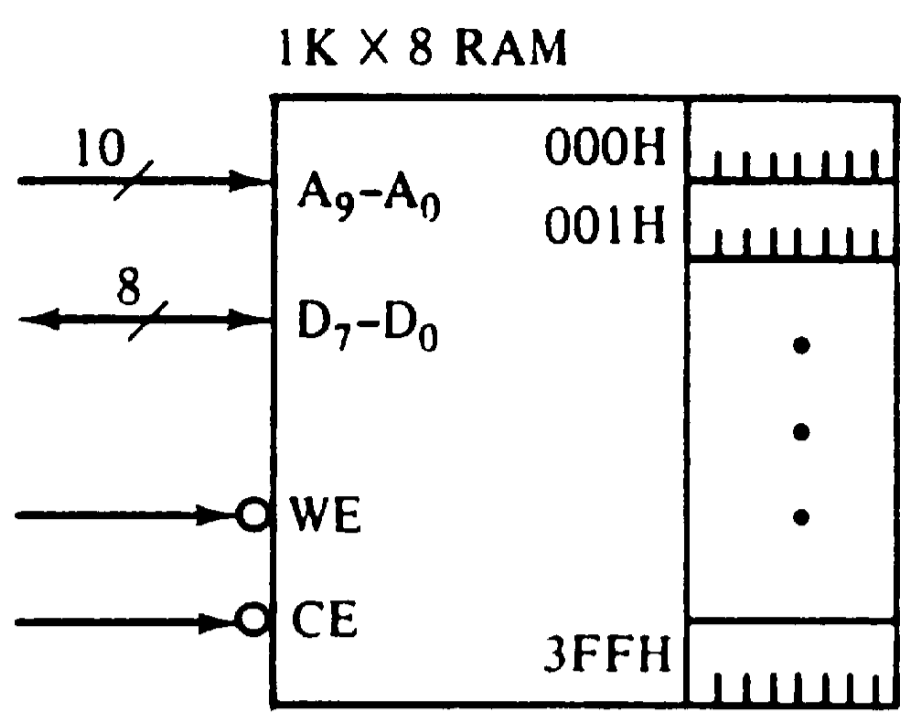 1K × 8 RAM
10
000H
A₉–A₀
001H
8
D₇–D₀
WE
CE
3FFH